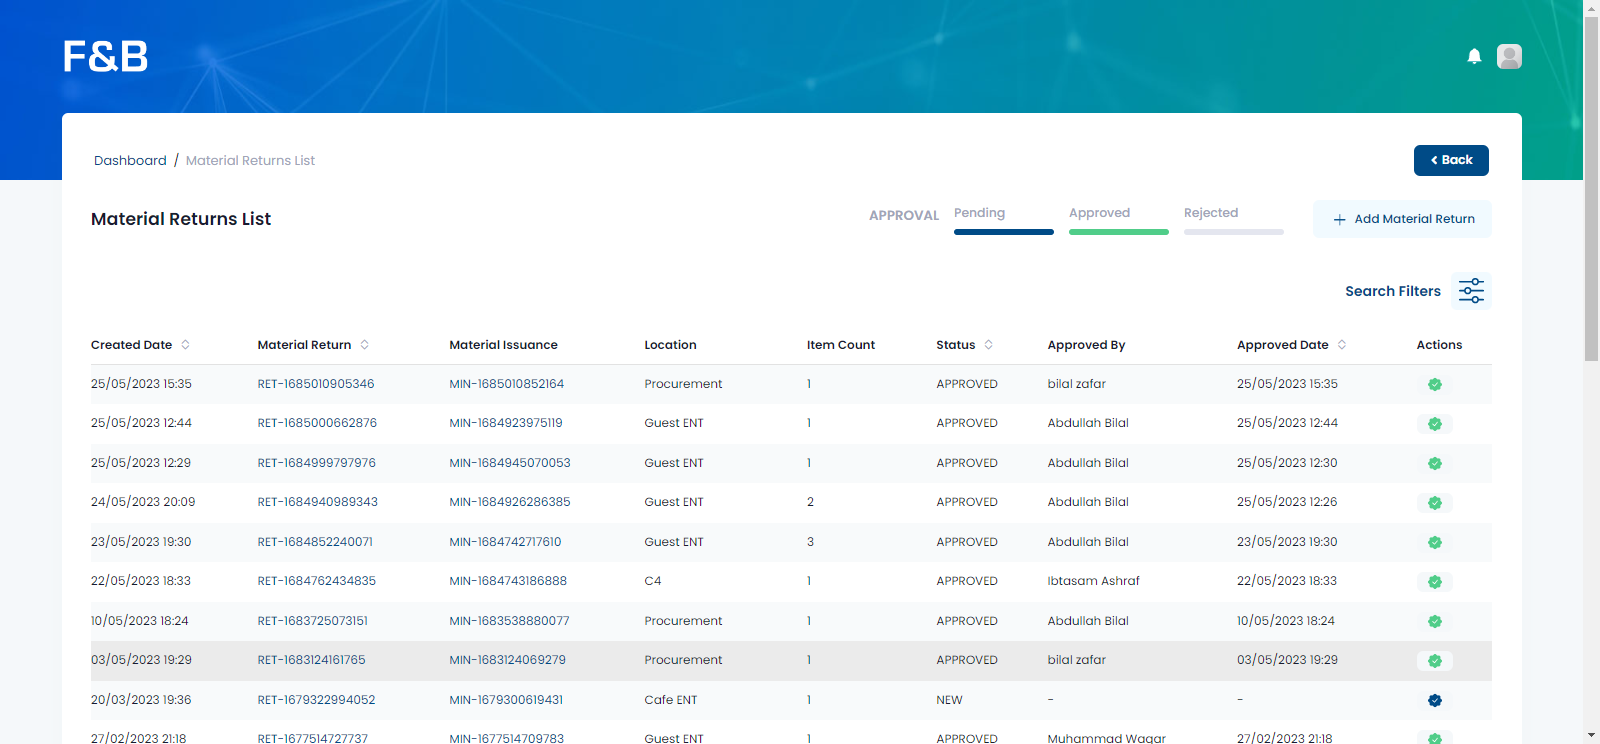 F&B
Dashboard / Material Returns List
Back
Material Returns List
APPROVAL Pending Approved Rejected
Add Material Return
Search Filters
Created Date Material Return Material Issuance Location Item Count Status Approved By Approved Date Actions
25/05/2023 15:35 RET-1685010905346 MIN-1685010852164 Procurement 1 APPROVED bilal zafar 25/05/2023 15:35
25/05/2023 12:44 RET-1685000662876 MIN-1684923975119 Guest ENT 1 APPROVED Abdullah Bilal 25/05/2023 12:44
25/05/2023 12:29 RET-1684999797976 MIN-1684945070053 Guest ENT 1 APPROVED Abdullah Bilal 25/05/2023 12:30
24/05/2023 20:09 RET-1684940989343 MIN-1684926286385 Guest ENT 2 APPROVED Abdullah Bilal 25/05/2023 12:26
23/05/2023 19:30 RET-1684852240071 MIN-1684742717610 Guest ENT 3 APPROVED Abdullah Bilal 23/05/2023 19:30
22/05/2023 18:33 RET-1684762434835 MIN-1684743186888 C4 1 APPROVED Ibtasam Ashraf 22/05/2023 18:33
10/05/2023 18:24 RET-1683725073151 MIN-1683538880077 Procurement 1 APPROVED Abdullah Bilal 10/05/2023 18:24
03/05/2023 19:29 RET-1683124161765 MIN-1683124069279 Procurement 1 APPROVED bilal zafar 03/05/2023 19:29
20/03/2023 19:36 RET-1679322994052 MIN-1679300619431 Cafe ENT 1 NEW - -
27/02/2023 21:18 RET-1677514727737 MIN-1677514709783 Guest ENT 1 APPROVED Muhammad Waqar 27/02/2023 21:18